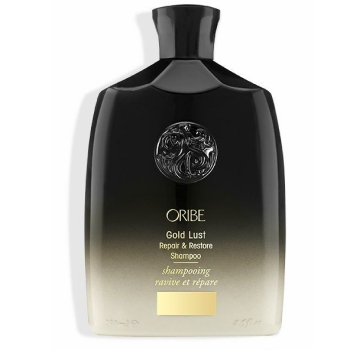 ORIBE
Gold Lust
Repair & Restore
Shampoo
shampooing
ravive et répare